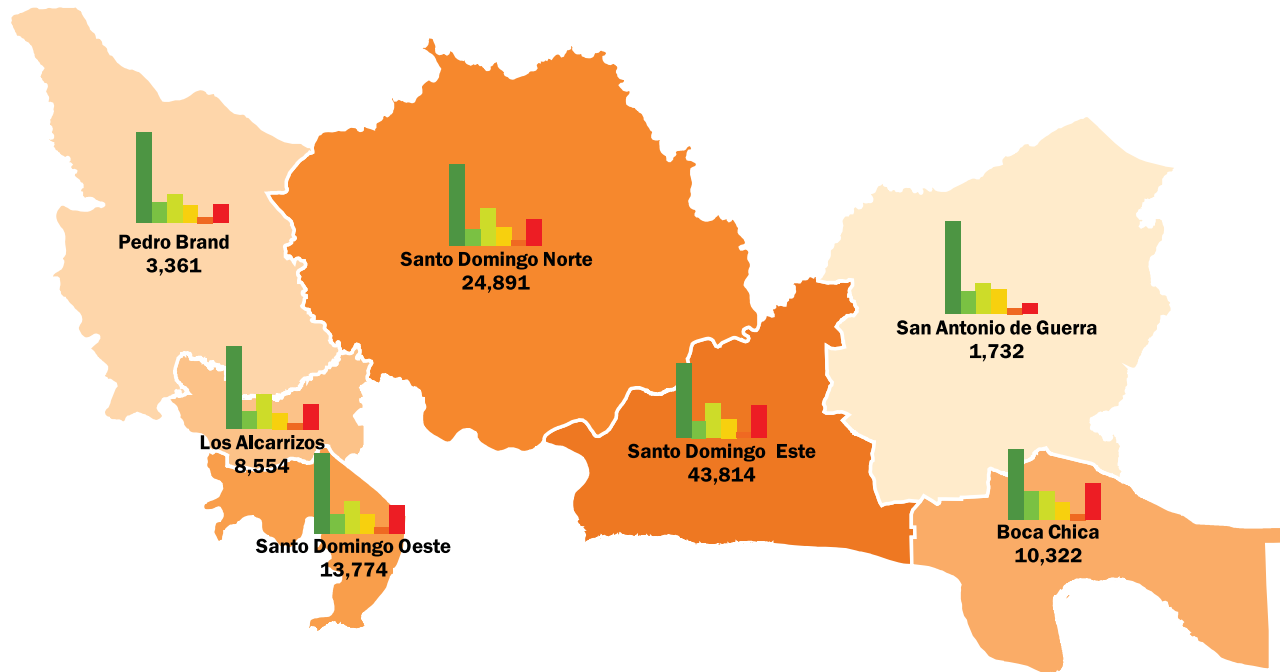 Pedro Brand
3,361
Santo Domingo Norte
24,891
San Antonio de Guerra
1,732
Los Alcarrizos
8,554
Santo Domingo  Este
43,814
Santo Domingo Oeste
13,774
Boca Chica
10,322